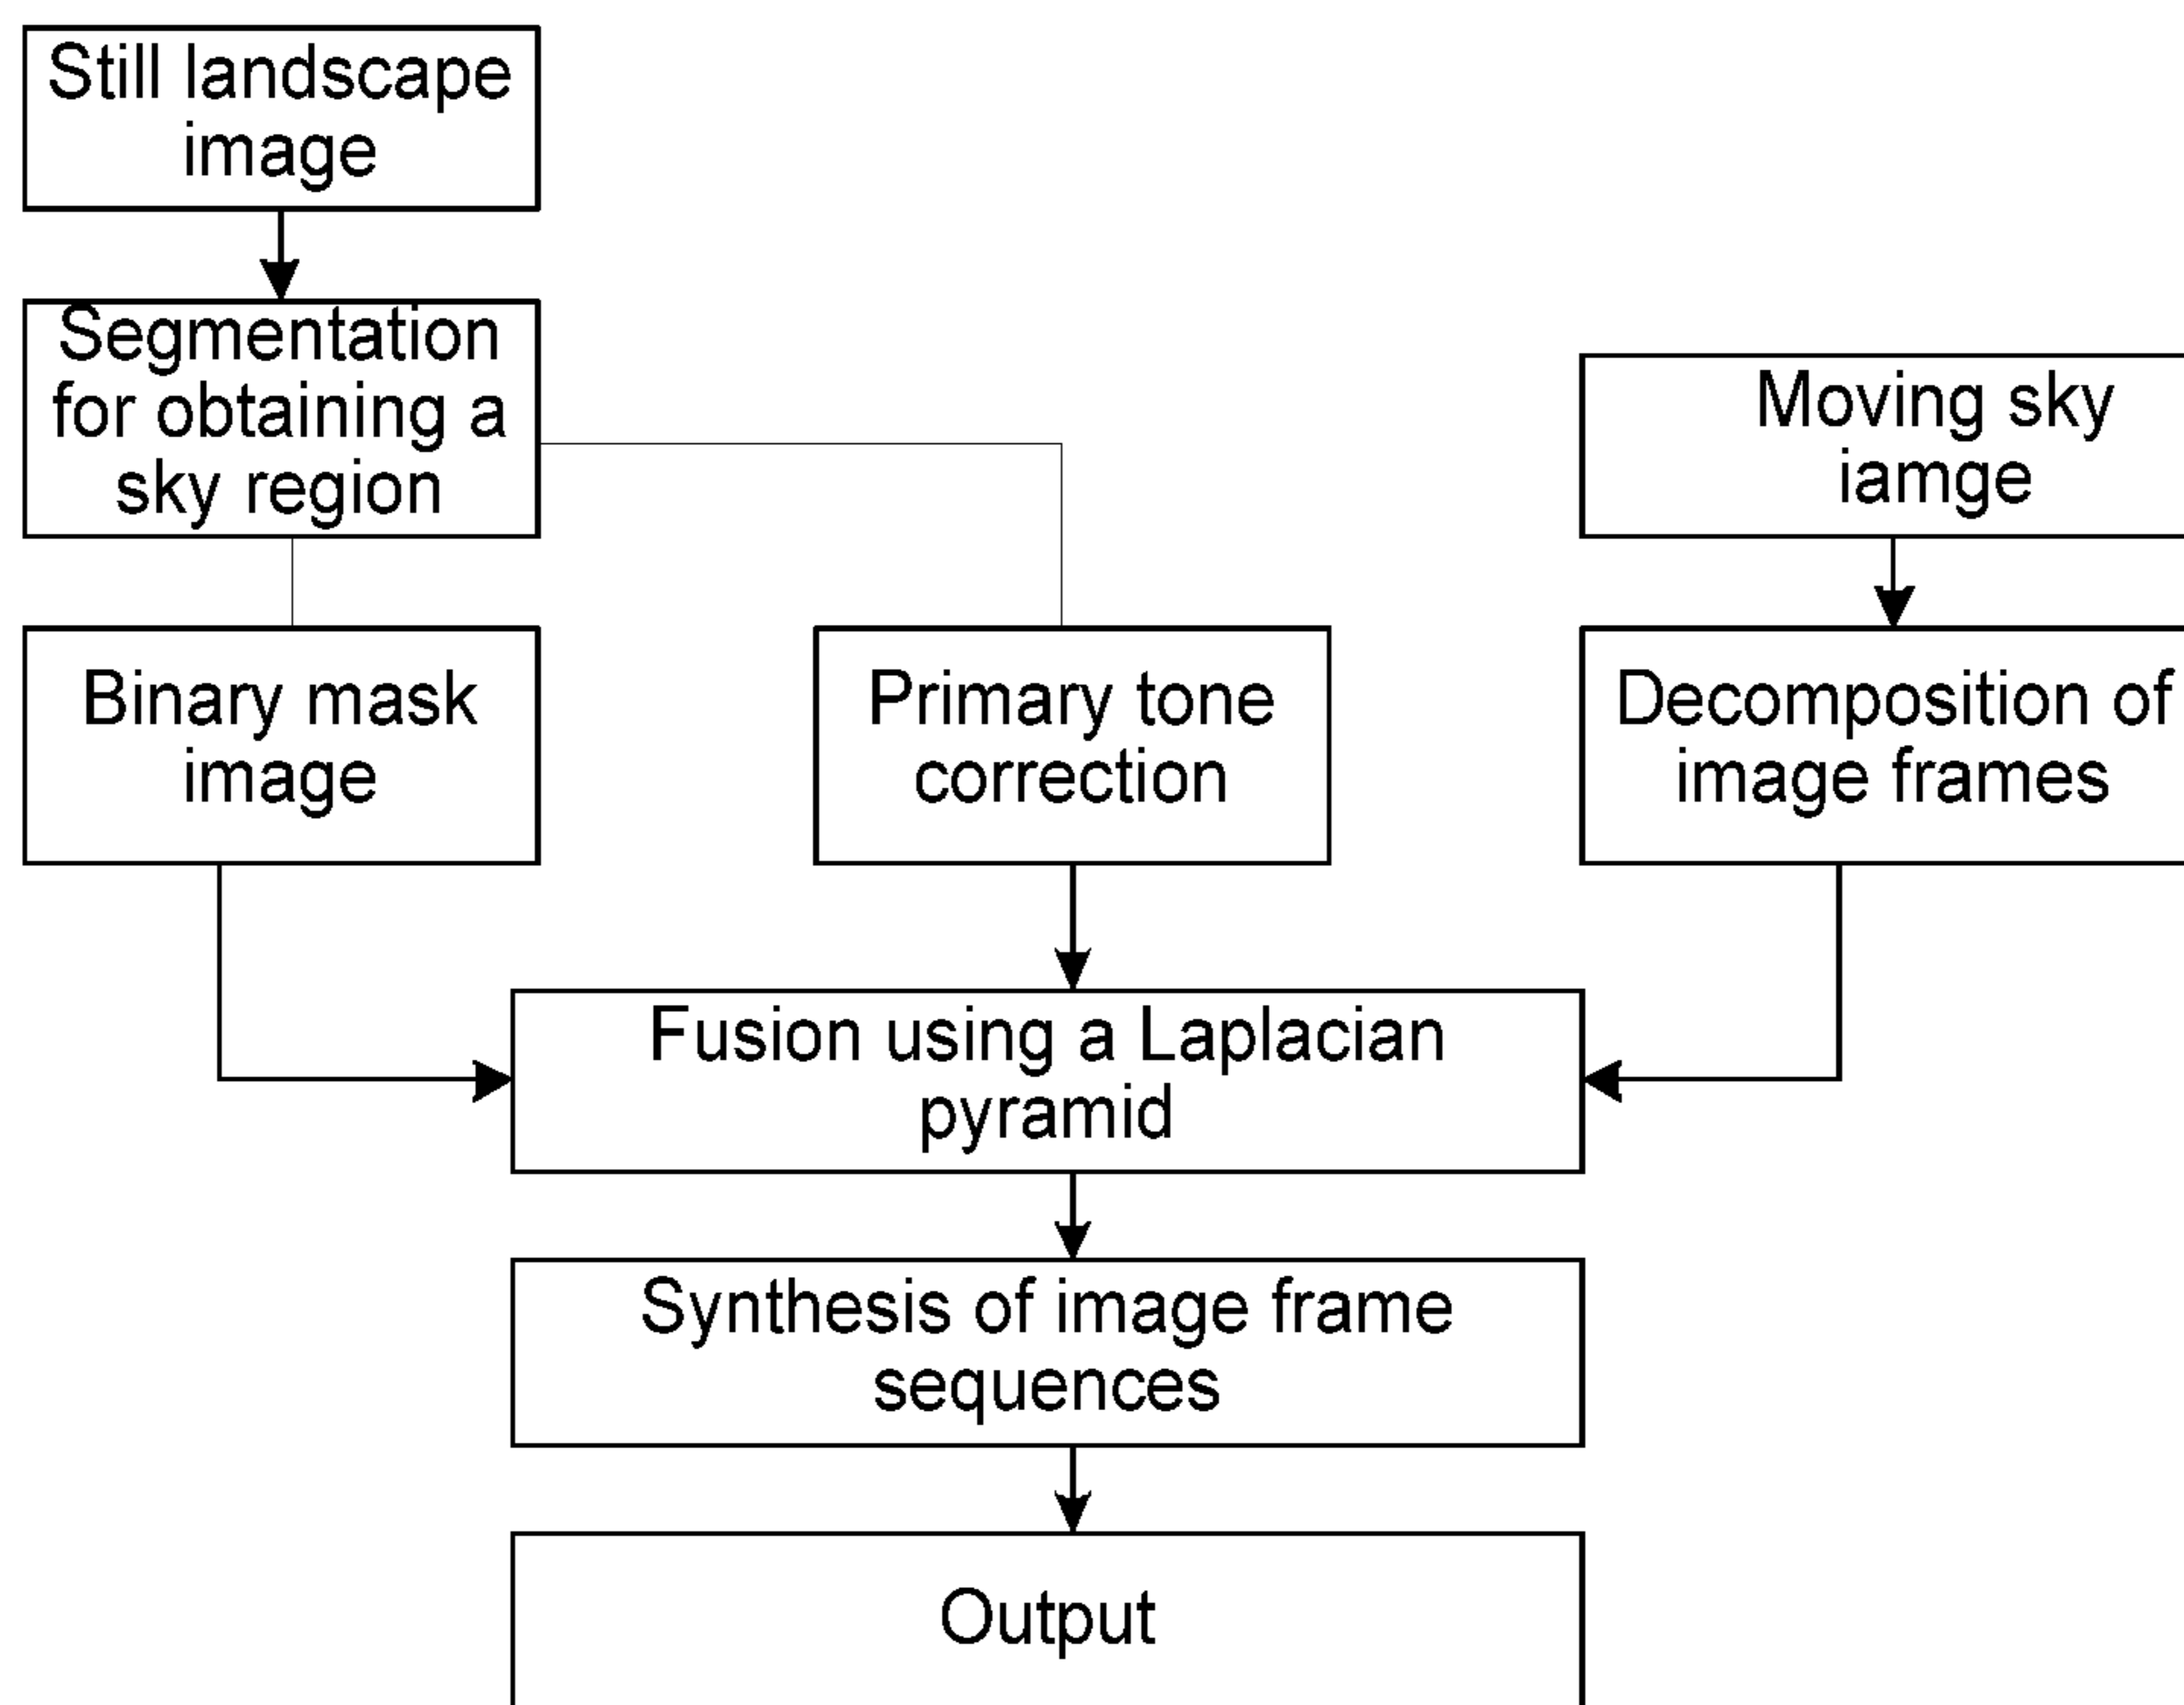 Still landscape
image
Segmentation
for obtaining a
sky region
Moving sky
iamge
Binary mask
image
Primary tone
correction
Decomposition of
image frames
Fusion using a Laplacian
pyramid
Synthesis of image frame
sequences
Output